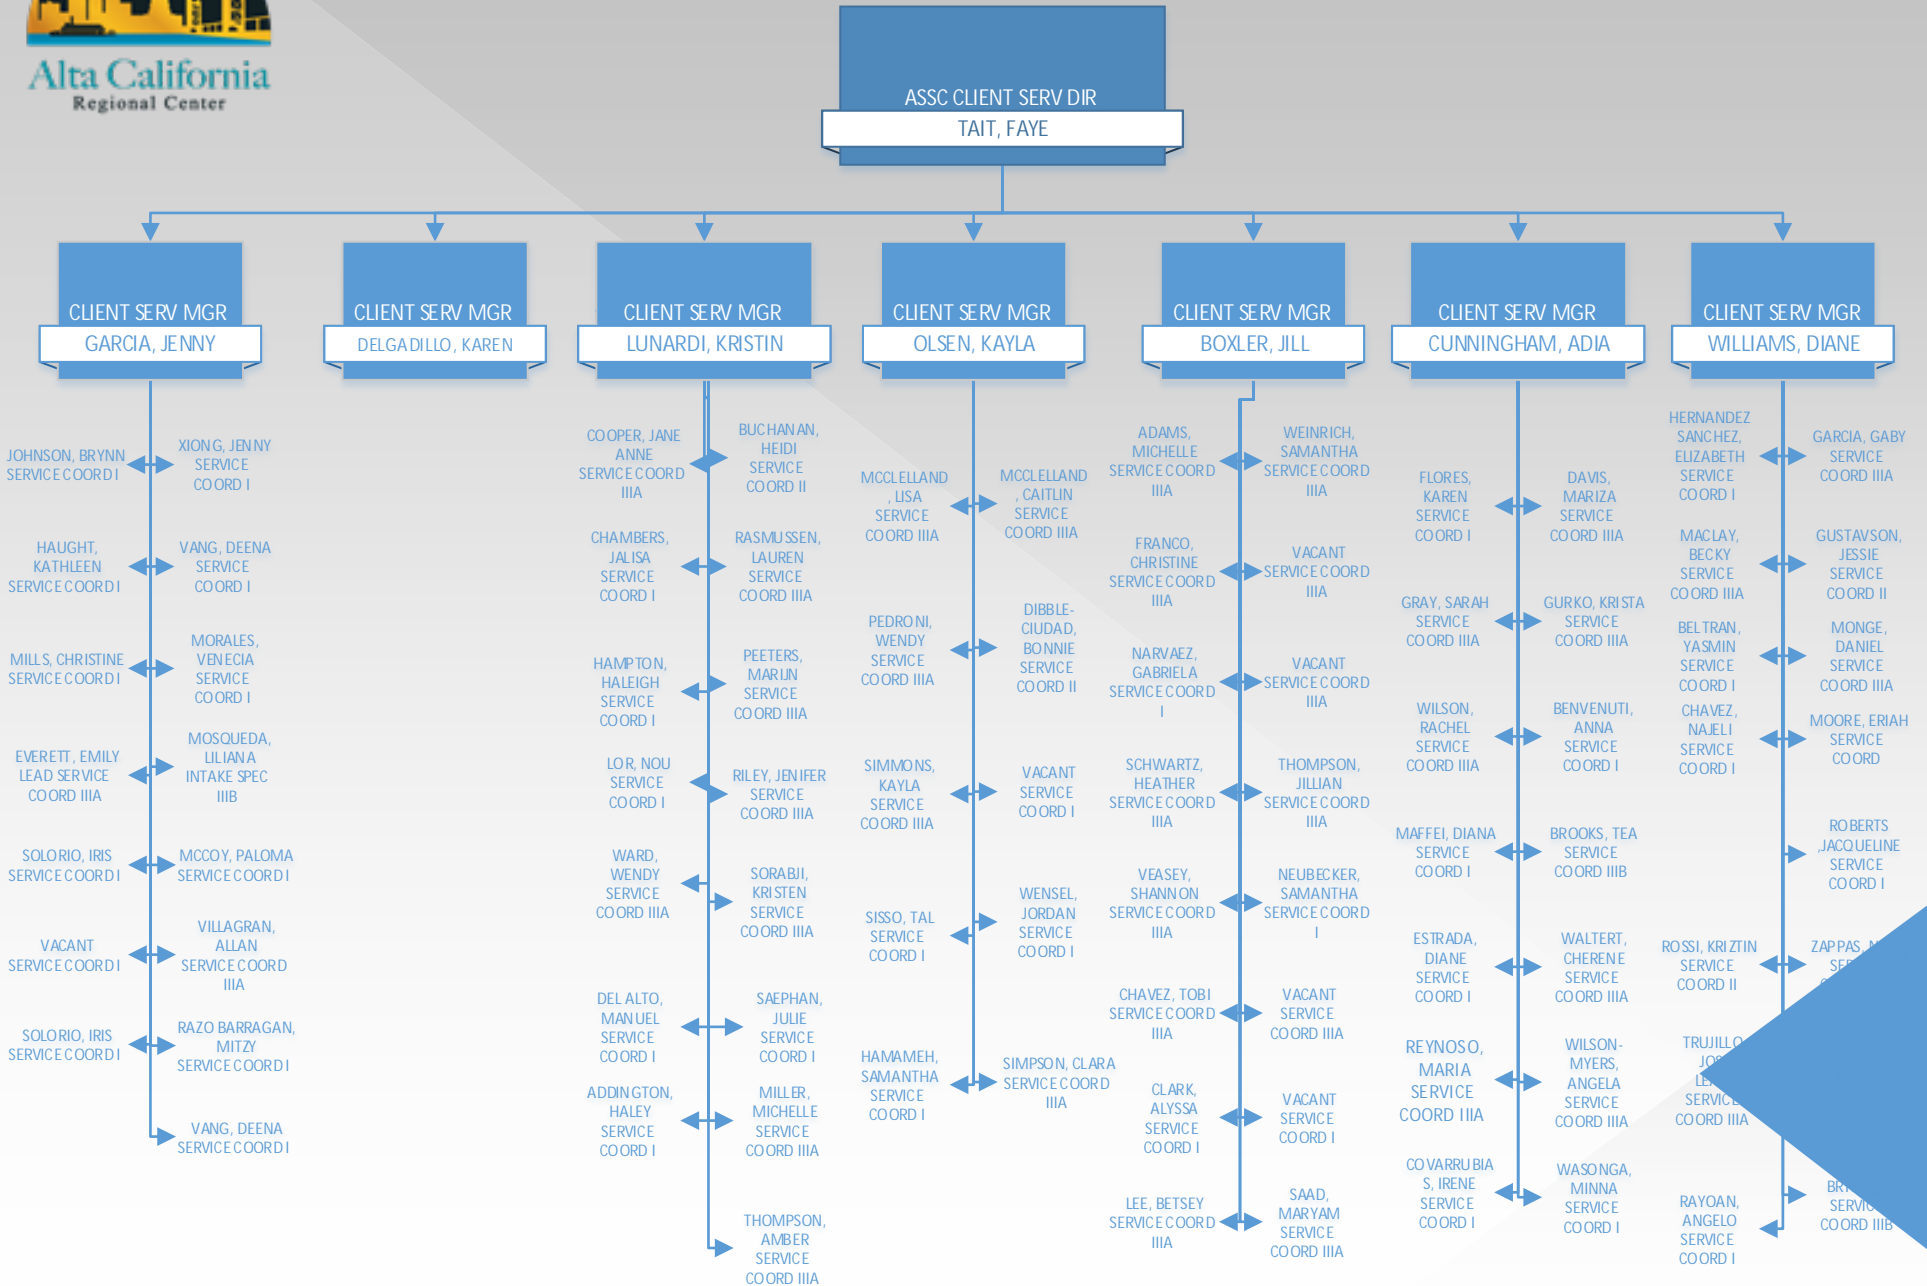 Alta California
Regional Center
ASSC CLIENT SERV DIR
TAIT, FAYE
CLIENT SERV MGR
GARCIA, JENNY
JOHNSON, BRYNN
SERVICE COORD I
XIONG, JENNY
SERVICE
COORD I
HAUGHT,
KATHLEEN
SERVICE COORD I
VANG, DEENA
SERVICE
COORD I
MILLS, CHRISTINE
SERVICE COORD I
MORALES,
VENECIA
SERVICE
COORD I
EVERETT, EMILY
LEAD SERVICE
COORD IIIA
MOSQUEDA,
LILIANA
INTAKE SPEC
IIIB
SOLORIO, IRIS
SERVICE COORD I
MCCOY, PALOMA
SERVICE COORD I
VACANT
SERVICE COORD I
VILLAGRAN,
ALLAN
SERVICE COORD
IIIA
SOLORIO, IRIS
SERVICE COORD I
RAZO BARRAGAN,
MITZY
SERVICE COORD I
VANG, DEENA
SERVICE COORD I
CLIENT SERV MGR
DELGADILLO, KAREN
CLIENT SERV MGR
LUNARDI, KRISTIN
COOPER, JANE
ANNE
SERVICE COORD
IIIA
BUCHANAN,
HEIDI
SERVICE
COORD II
CHAMBERS,
JALISA
SERVICE
COORD I
RASMUSSEN,
LAUREN
SERVICE
COORD IIIA
HAMPTON,
HALEIGH
SERVICE
COORD I
PEETERS,
MARIJN
SERVICE
COORD IIIA
LOR, NOU
SERVICE
COORD I
RILEY, JENIFER
SERVICE
COORD IIIA
WARD,
WENDY
SERVICE
COORD IIIA
SORABJI,
KRISTEN
SERVICE
COORD IIIA
DEL ALTO,
MANUEL
SERVICE
COORD I
SAEPHAN,
JULIE
SERVICE
COORD I
ADDINGTON,
HALEY
SERVICE
COORD I
MILLER,
MICHELLE
SERVICE
COORD IIIA
THOMPSON,
AMBER
SERVICE
COORD IIIA
CLIENT SERV MGR
OLSEN, KAYLA
MCCLELLAND
, LISA
SERVICE
COORD IIIA
MCCLELLAND
, CAITLIN
SERVICE
COORD IIIA
PEDRONI,
WENDY
SERVICE
COORD IIIA
DIBBLE-
CIUDAD,
BONNIE
SERVICE
COORD II
SIMMONS,
KAYLA
SERVICE
COORD IIIA
VACANT
SERVICE
COORD I
SISSO, TAL
SERVICE
COORD I
WENSEL,
JORDAN
SERVICE
COORD I
HAMAMEH,
SAMANTHA
SERVICE
COORD I
SIMPSON, CLARA
SERVICE COORD
IIIA
CLIENT SERV MGR
BOXLER, JILL
ADAMS,
MICHELLE
SERVICE COORD
IIIA
WEINRICH,
SAMANTHA
SERVICE COORD
IIIA
FRANCO,
CHRISTINE
SERVICE COORD
IIIA
VACANT
SERVICE COORD
IIIA
NARVAEZ,
GABRIELA
SERVICE COORD
I
VACANT
SERVICE COORD
IIIA
SCHWARTZ,
HEATHER
SERVICE COORD
IIIA
THOMPSON,
JILLIAN
SERVICE COORD
IIIA
VEASEY,
SHANNON
SERVICE COORD
IIIA
NEUBECKER,
SAMANTHA
SERVICE COORD
I
CHAVEZ, TOBI
SERVICE COORD
IIIA
VACANT
SERVICE
COORD IIIA
CLARK,
ALYSSA
SERVICE
COORD I
VACANT
SERVICE
COORD I
LEE, BETSEY
SERVICE COORD
IIIA
SAAD,
MARYAM
SERVICE
COORD IIIA
CLIENT SERV MGR
CUNNINGHAM, ADIA
FLORES,
KAREN
SERVICE
COORD I
DAVIS,
MARIZA
SERVICE
COORD IIIA
GRAY, SARAH
SERVICE
COORD IIIA
GURKO, KRISTA
SERVICE
COORD IIIA
WILSON,
RACHEL
SERVICE
COORD IIIA
BENVENUTI,
ANNA
SERVICE
COORD I
MAFFEI, DIANA
SERVICE
COORD I
BROOKS, TEA
SERVICE
COORD IIIB
ESTRADA,
DIANE
SERVICE
COORD I
WALTERT,
CHERENE
SERVICE
COORD IIIA
REYNOSO,
MARIA
SERVICE
COORD IIIA
WILSON-
MYERS,
ANGELA
SERVICE
COORD IIIA
COVARRUBIA
S, IRENE
SERVICE
COORD I
WASONGA,
MINNA
SERVICE
COORD I
CLIENT SERV MGR
WILLIAMS, DIANE
HERNANDEZ
SANCHEZ,
ELIZABETH
SERVICE
COORD I
GARCIA, GABY
SERVICE
COORD IIIA
MACLAY,
BECKY
SERVICE
COORD IIIA
GUSTAVSON,
JESSIE
SERVICE
COORD II
BELTRAN,
YASMIN
SERVICE
COORD I
MONGE,
DANIEL
SERVICE
COORD IIIA
CHAVEZ,
NAJELI
SERVICE
COORD I
MOORE, ERIAH
SERVICE
COORD
ROBERTS
,JACQUELINE
SERVICE
COORD I
ROSSI, KRIZTIN
SERVICE
COORD II
ZAPPAS,
TRUJILLO
SERVICE
COORD IIIA
RAYOAN,
ANGELO
SERVICE
COORD I
SERVICE
COORD IIIB